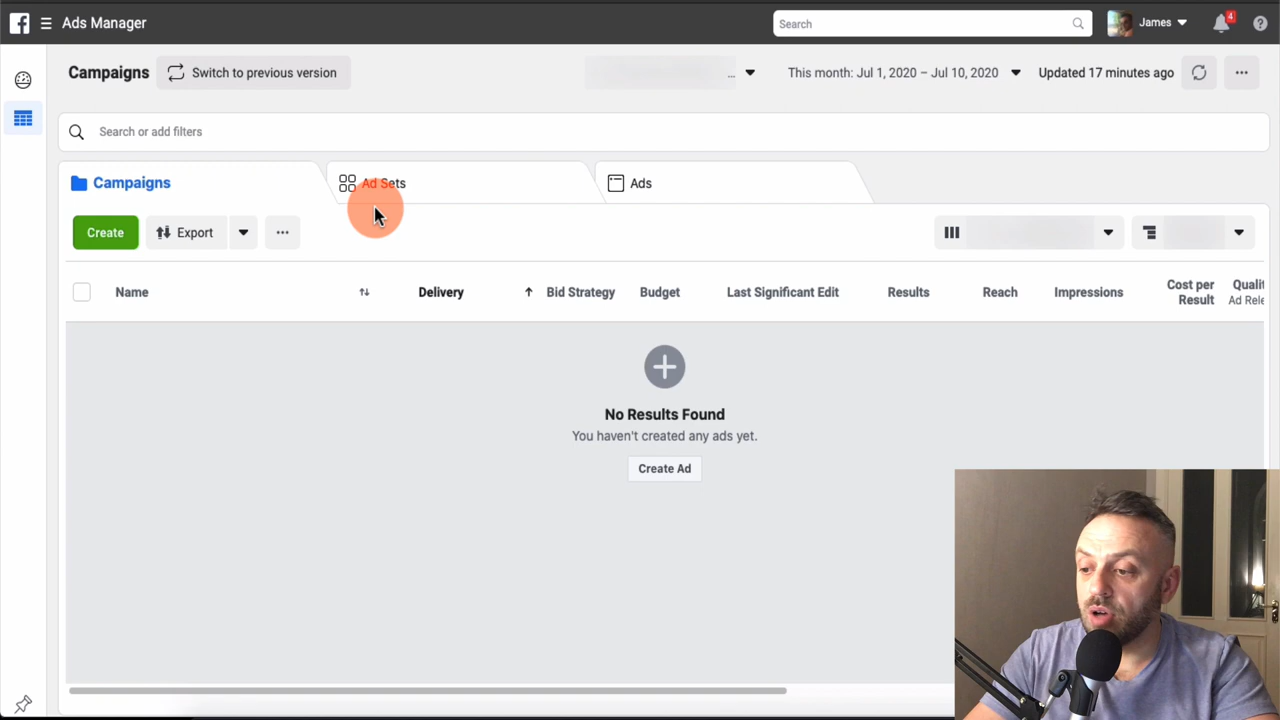 Ads Manager
Search
James
4
Campaigns
Switch to previous version
...
This month: Jul 1, 2020 – Jul 10, 2020
Updated 17 minutes ago
Search or add filters
Campaigns
Ad Sets
Ads
Create
Export
Name
Delivery
Bid Strategy
Budget
Last Significant Edit
Results
Reach
Impressions
Cost per
Result
Qualit
Ad Rele
No Results Found
You haven't created any ads yet.
Create Ad